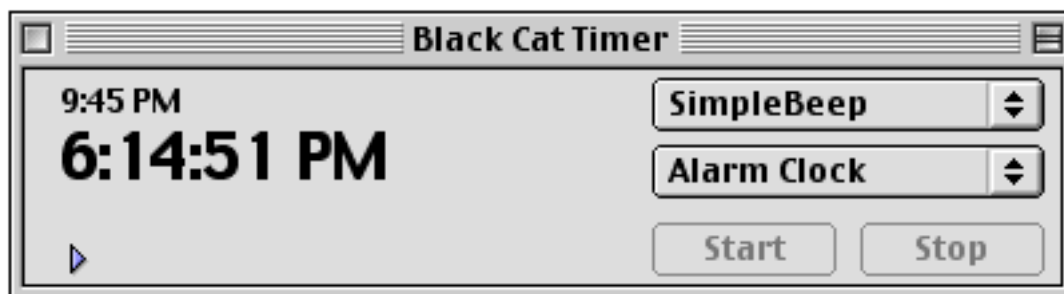 Black Cat Timer
9:45 PM
6:14:51 PM
SimpleBeep
Alarm Clock
Start
Stop